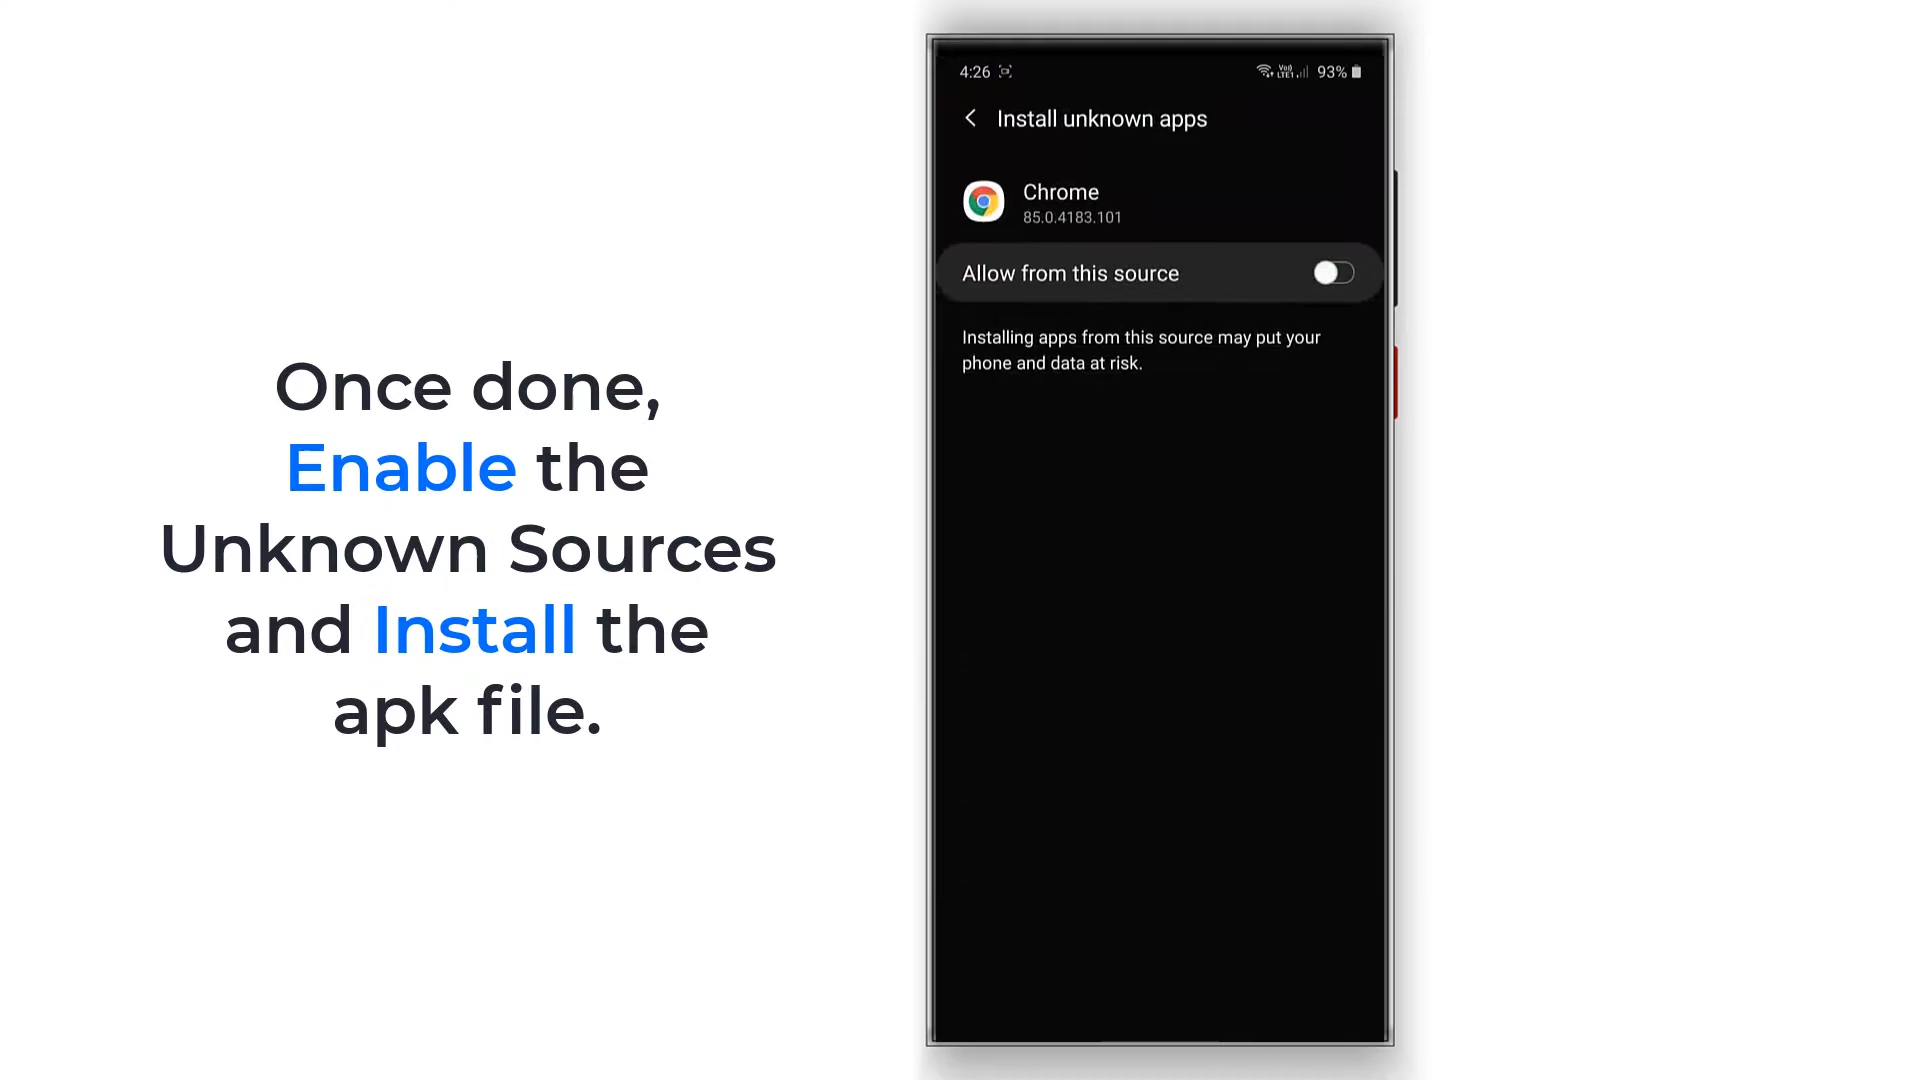 Once done,
Enable the
Unknown Sources
and Install the
apk file.
4:26
93%
Install unknown apps
Chrome
85.0.4183.101
Allow from this source
Installing apps from this source may put your
phone and data at risk.